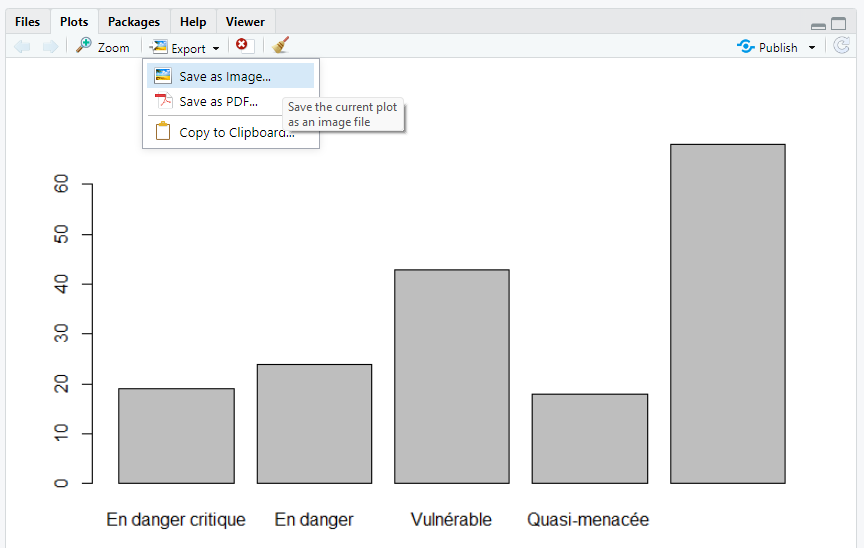 Files Plots Packages Help Viewer
Zoom Export Publish
Save as Image...
Save as PDF...
Save the current plot
as an image file
Copy to Clipboard...
60
50
40
30
20
10
0
En danger critique En danger Vulnérable Quasi-menacée